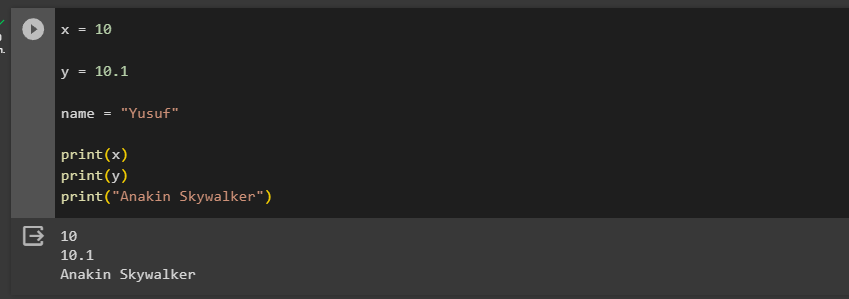 x = 10
y = 10.1
name = "Yusuf"
print(x)
print(y)
print("Anakin Skywalker")
10
10.1
Anakin Skywalker